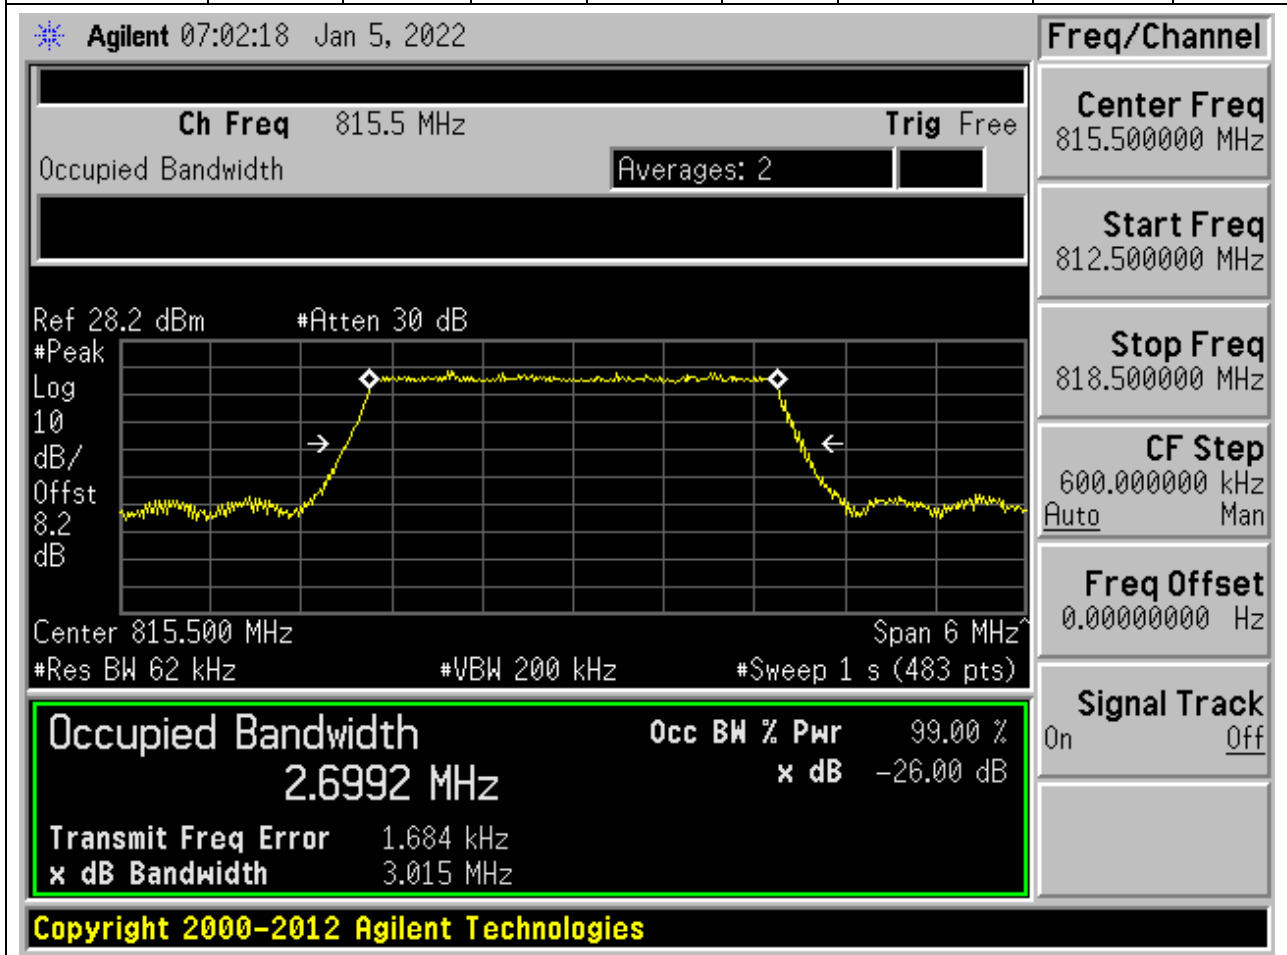 Agilent 07:02:18 Jan 5, 2022
Freq/Channel
Ch Freq 815.5 MHz Trig Free
Occupied Bandwidth Averages: 2
Center Freq
815.500000 MHz
Start Freq
812.500000 MHz
Stop Freq
818.500000 MHz
CF Step
600.000000 kHz
Auto Man
Freq Offset
0.00000000 Hz
Signal Track
On Off
Ref 28.2 dBm #Atten 30 dB
#Peak
Log
10
dB/
Offst
8.2
dB
Center 815.500 MHz Span 6 MHz^
#Res BW 62 kHz #VBW 200 kHz #Sweep 1 s (483 pts)
Occupied Bandwidth Occ BW % Pwr 99.00 %
2.6992 MHz x dB -26.00 dB
Transmit Freq Error 1.684 kHz
x dB Bandwidth 3.015 MHz
Copyright 2000-2012 Agilent Technologies